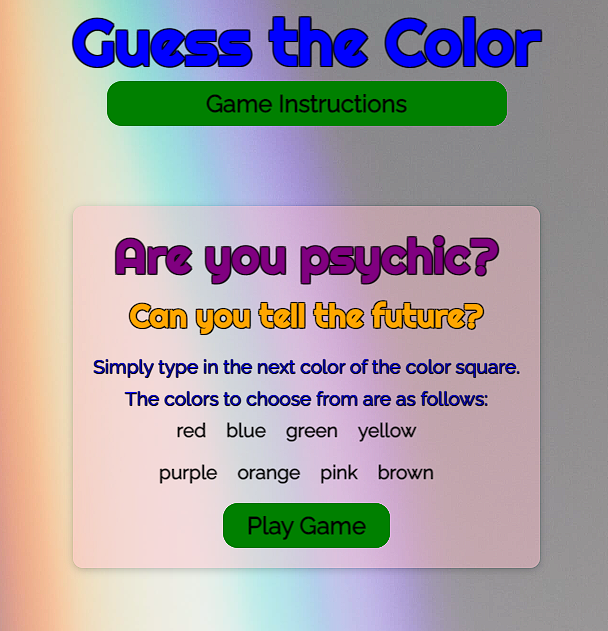 Guess the Color
Game Instructions
Are you psychic?
Can you tell the future?
Simply type in the next color of the color square.
The colors to choose from are as follows:
red blue green yellow
purple orange pink brown
Play Game